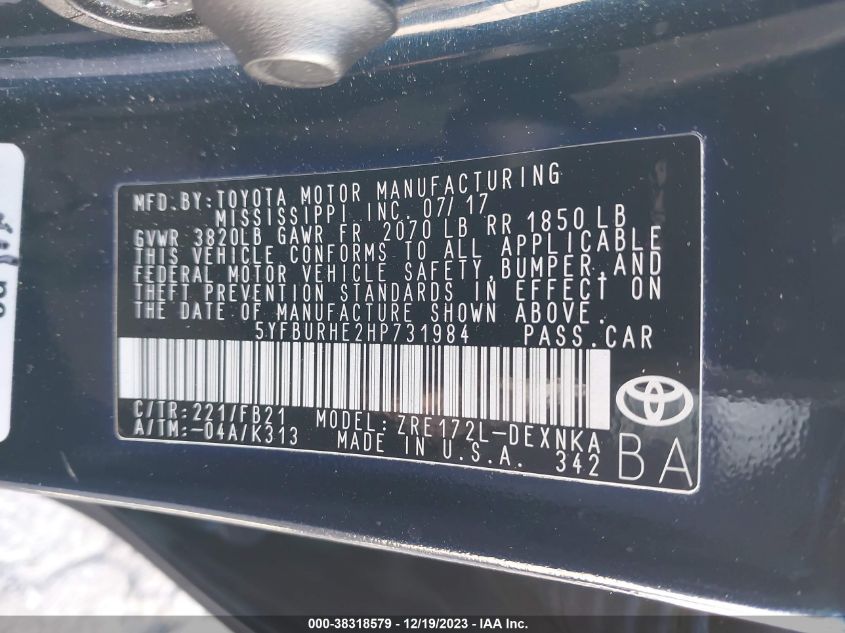 MFD.BY:TOYOTA MOTOR MANUFACTURING
MISSISSIPPI INC. 07/17
GVWR 3820LB GAWR FR 2070 LB RR 1850 LB
THIS VEHICLE CONFORMS TO ALL APPLICABLE
FEDERAL MOTOR VEHICLE SAFETY,BUMPER,AND
THEFT PREVENTION STANDARDS IN EFFECT ON
THE DATE OF MANUFACTURE SHOWN ABOVE.
5YFBURHE2HP731984 PASS.CAR
C/TR:221/FB21 MODEL:ZRE172L-DEXNKA
A/TM:-04A/K313 MADE IN U.S.A. 342
BA
000-38318579 - 12/19/2023 - IAA Inc.